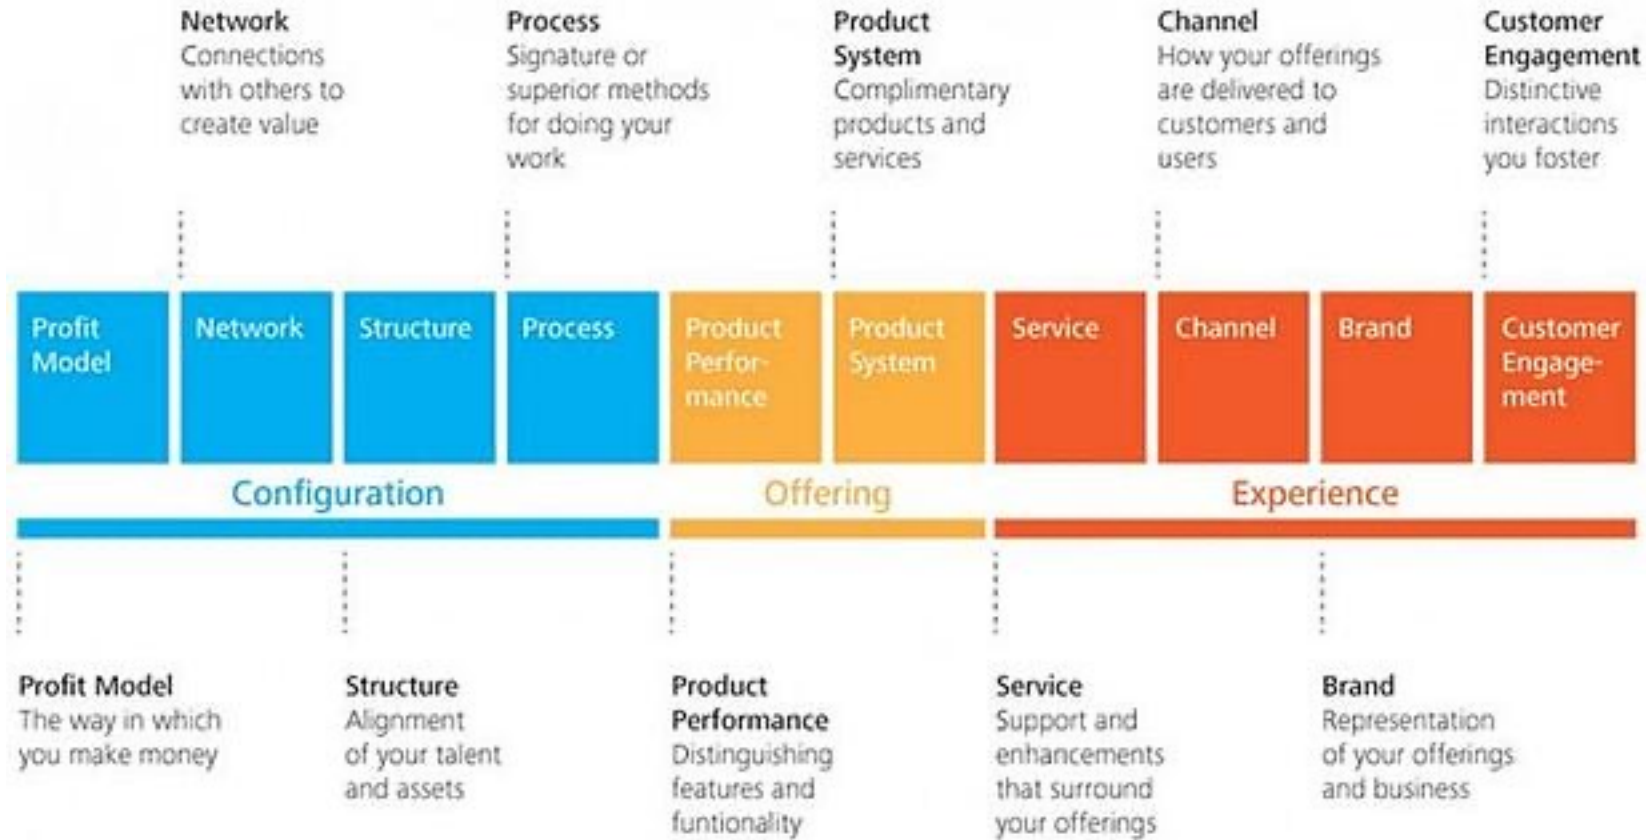 Network
Connections
with others to
create value
Process
Signature or
superior methods
for doing your
work
Product
System
Complimentary
products and
services
Channel
How your offerings
are delivered to
customers and
users
Customer
Engagement
Distinctive
interactions
you foster
Profit
Model
Network
Structure
Process
Product
Perfor-
mance
Product
System
Service
Channel
Brand
Customer
Engage-
ment
Configuration
Offering
Experience
Profit Model
The way in which
you make money
Structure
Alignment
of your talent
and assets
Product
Performance
Distinguishing
features and
funtionality
Service
Support and
enhancements
that surround
your offerings
Brand
Representation
of your offerings
and business